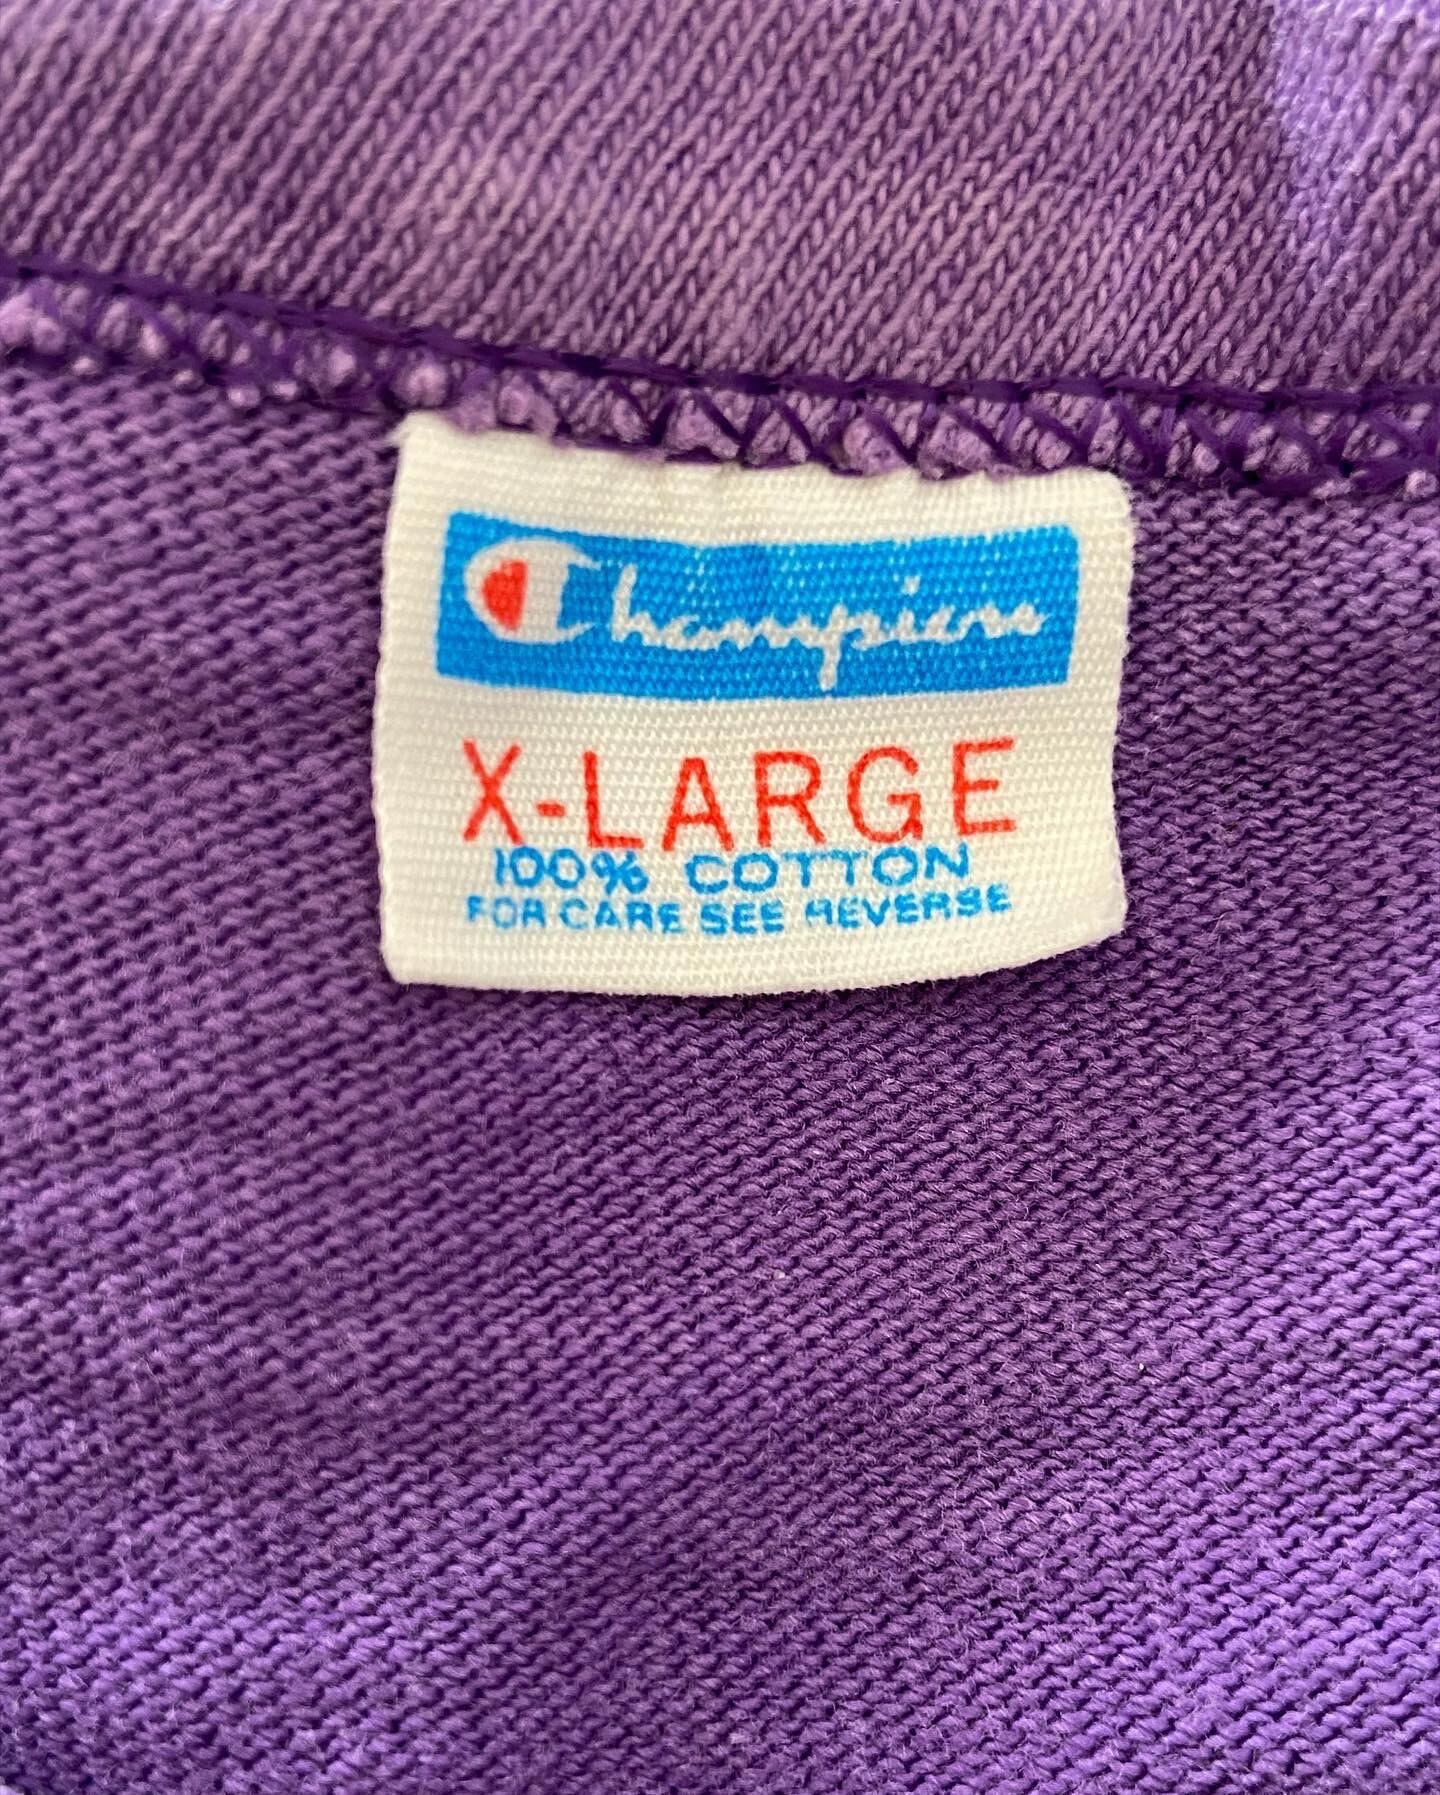 Champion
X-LARGE
100% COTTON
FOR CARE SEE REVERSE